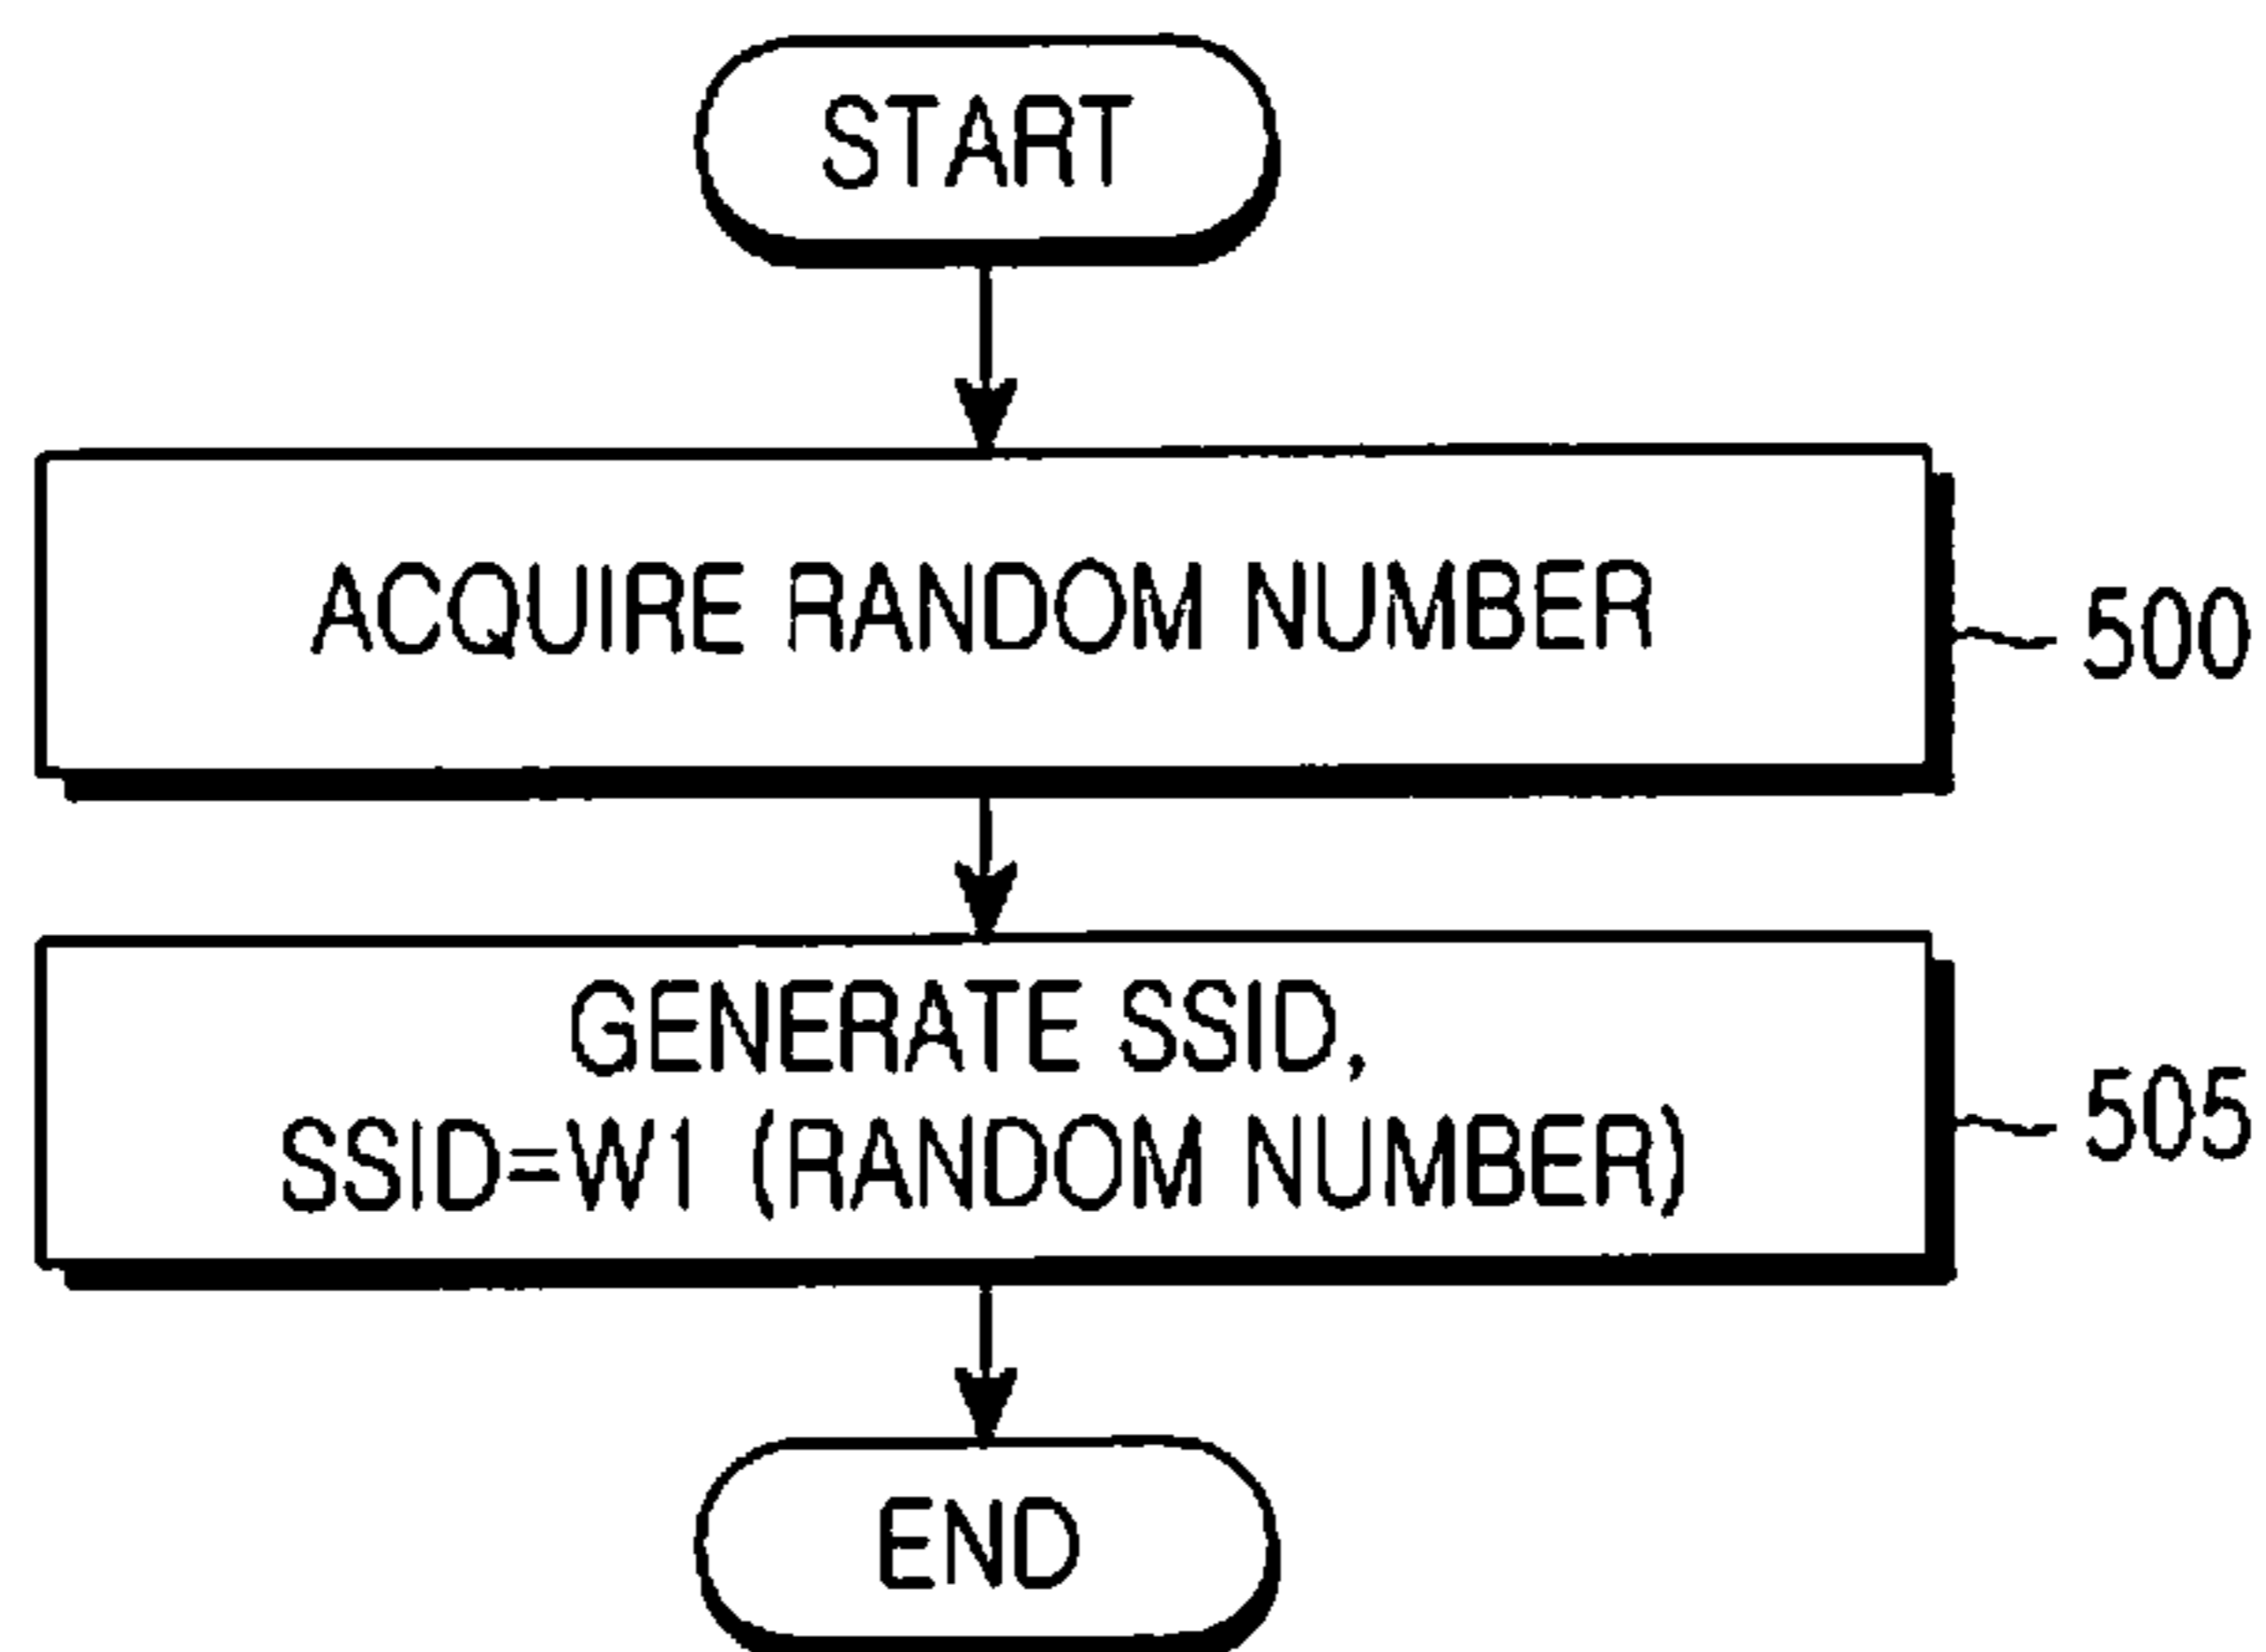 START
ACQUIRE RANDOM NUMBER
500
GENERATE SSID,
SSID=W1 (RANDOM NUMBER)
505
END